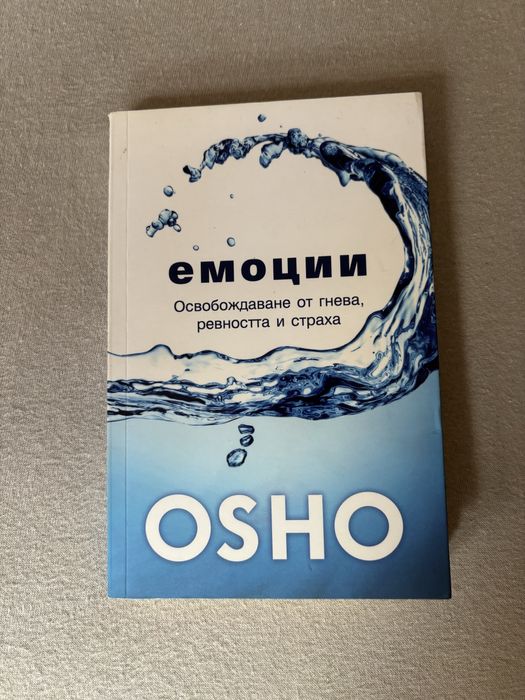 емоции
Освобождаване от гнева,
ревността и страха
OSHO